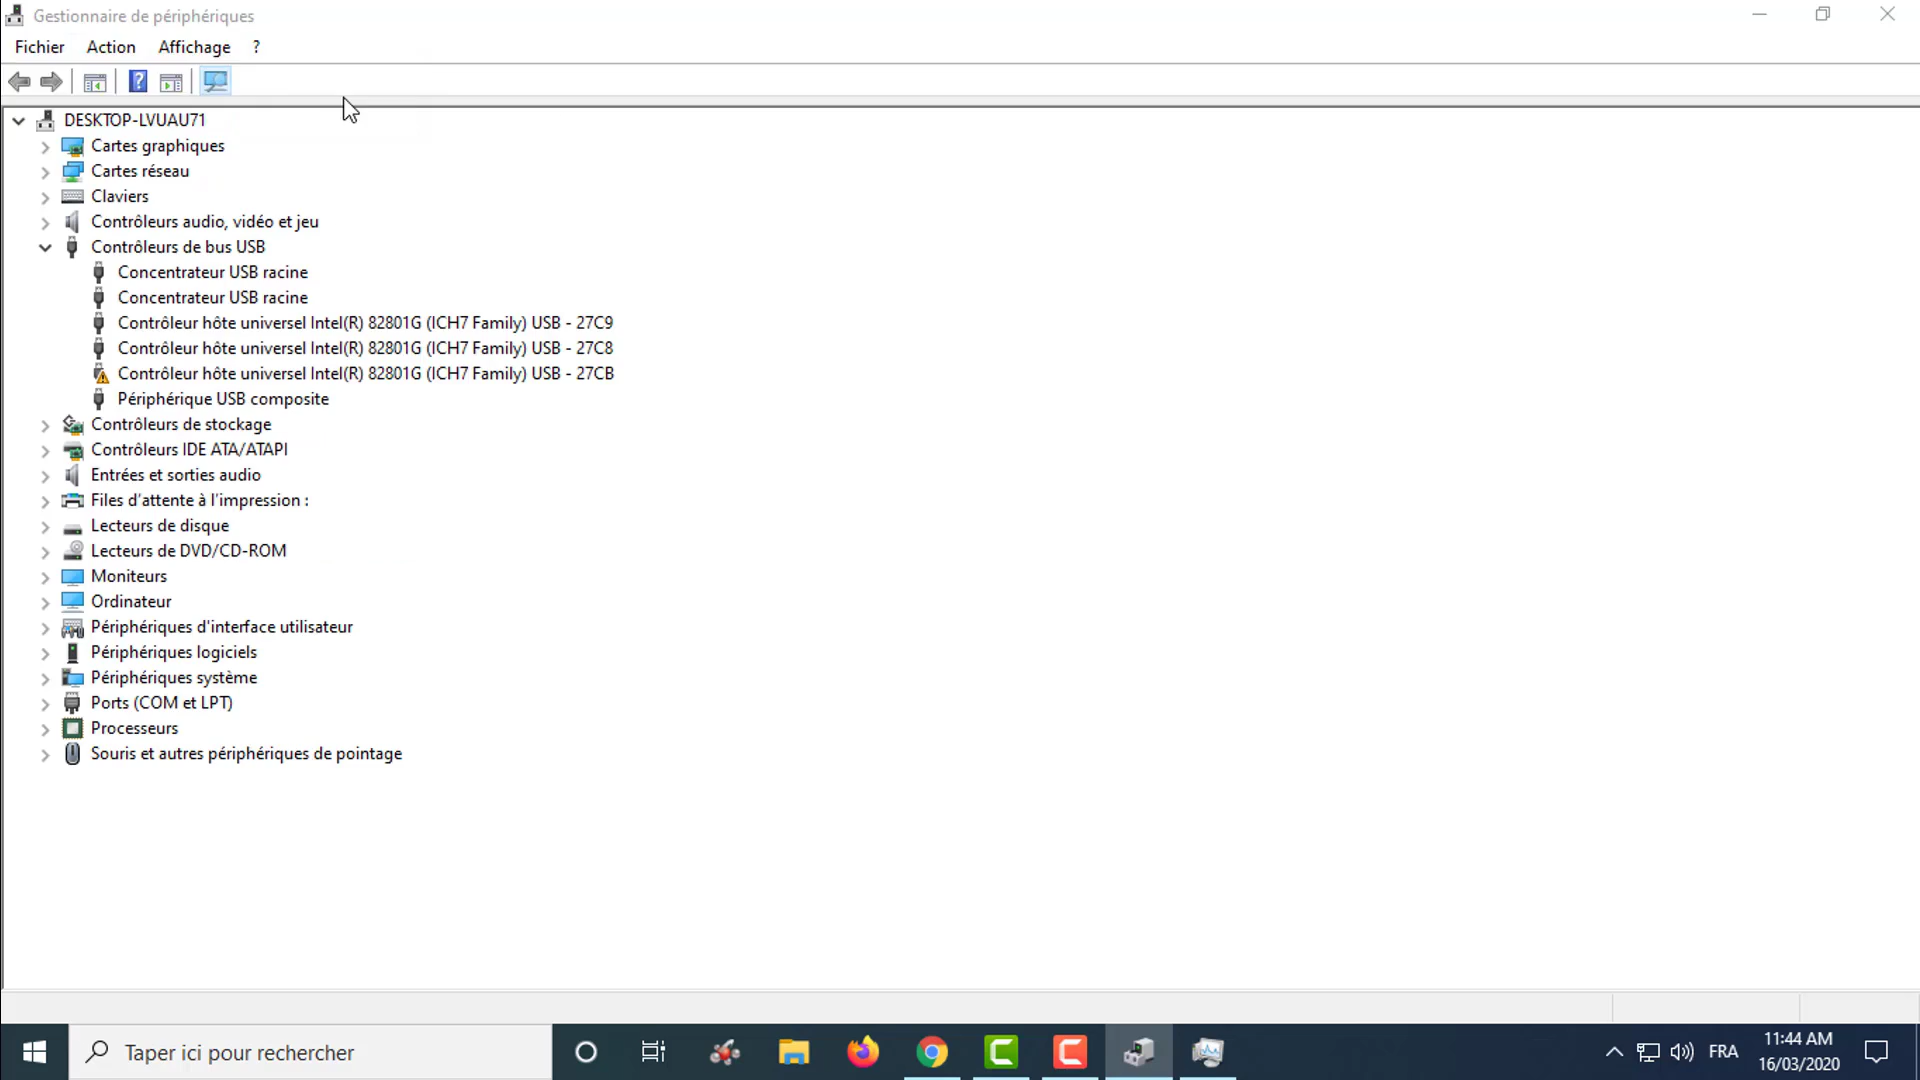 Gestionnaire de périphériques
Fichier Action Affichage ?
DESKTOP-LVUAU71
Cartes graphiques
Cartes réseau
Claviers
Contrôleurs audio, vidéo et jeu
Contrôleurs de bus USB
Concentrateur USB racine
Concentrateur USB racine
Contrôleur hôte universel Intel(R) 82801G (ICH7 Family) USB - 27C9
Contrôleur hôte universel Intel(R) 82801G (ICH7 Family) USB - 27C8
Contrôleur hôte universel Intel(R) 82801G (ICH7 Family) USB - 27CB
Périphérique USB composite
Contrôleurs de stockage
Contrôleurs IDE ATA/ATAPI
Entrées et sorties audio
Files d'attente à l'impression :
Lecteurs de disque
Lecteurs de DVD/CD-ROM
Moniteurs
Ordinateur
Périphériques d'interface utilisateur
Périphériques logiciels
Périphériques système
Ports (COM et LPT)
Processeurs
Souris et autres périphériques de pointage
Taper ici pour rechercher
FRA
11:44 AM
16/03/2020